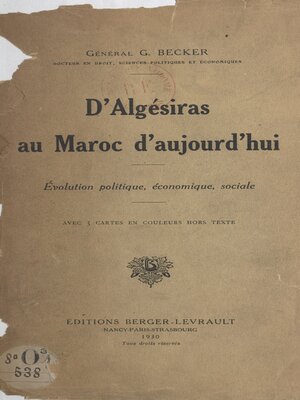 GÉNÉRAL G. BECKER
DOCTEUR EN DROIT, SCIENCES POLITIQUES ET ÉCONOMIQUES
D'Algésiras
au Maroc d'aujourd'hui
Évolution politique, économique, sociale
AVEC 3 CARTES EN COULEURS HORS TEXTE
EDITIONS BERGER-LEVRAULT
NANCY-PARIS-STRASBOURG
1930
Tous droits réservés
8° O
538